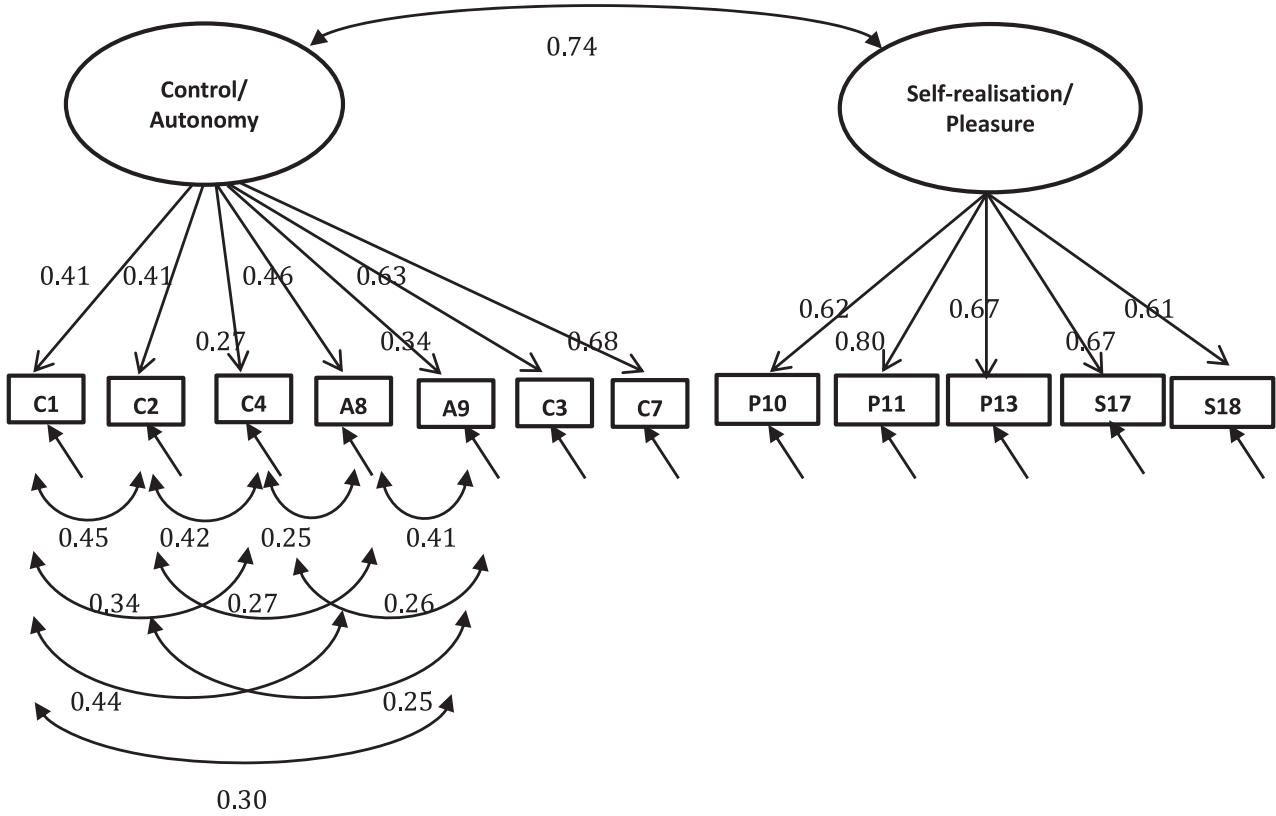 0.74
Control/
Autonomy
Self-realisation/
Pleasure
0.41 0.41 0.46 0.63
0.62 0.67 0.61
0.27 0.34 0.68 0.80 0.67
C1 C2 C4 A8 A9 C3 C7 P10 P11 P13 S17 S18
0.45 0.42 0.25 0.41
0.34 0.27 0.26
0.44 0.25
0.30